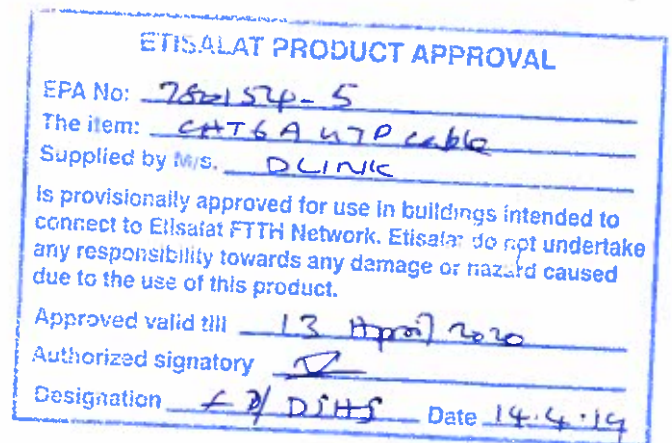 ETISALAT PRODUCT APPROVAL
EPA No: 780154-5
The item: CAT6A UTP cable
Supplied by M/s. DLINK
is provisionally approved for use in buildings intended to
connect to Etisalat FTTH Network. Etisalat do not undertake
any responsibility towards any damage or hazard caused
due to the use of this product.
Approved valid till 13 April 2020
Authorized signatory
Designation
Date 14.4.19